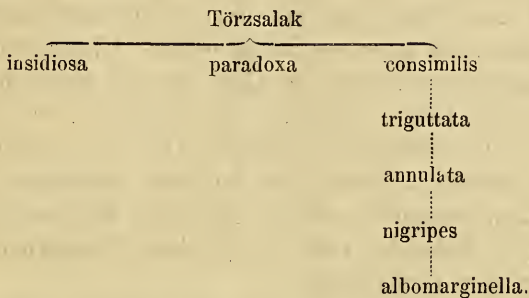 Törzsalak
insidiosa paradoxa consimilis
triguttata
annulata
nigripes
albomarginella.